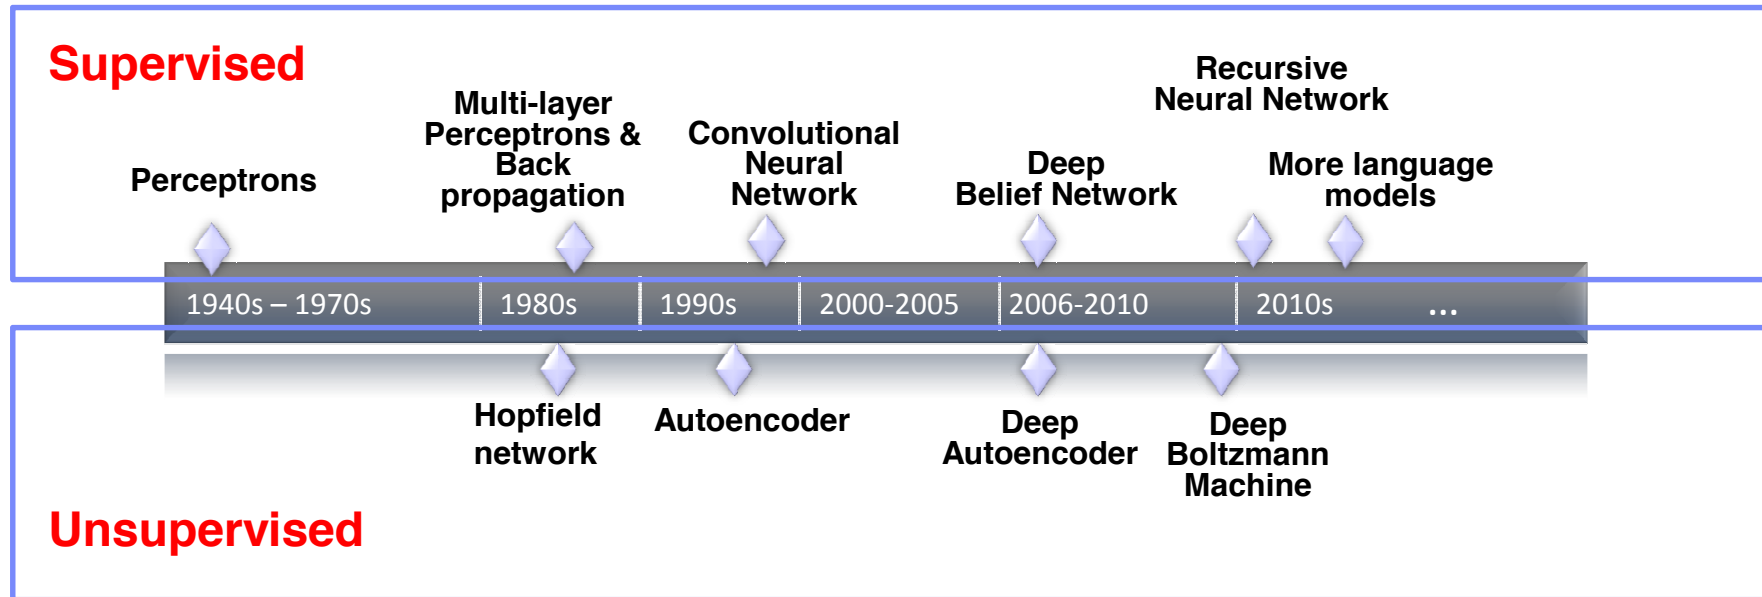 Supervised
Perceptrons
Multi-layer
Perceptrons &
Back
propagation
Convolutional
Neural
Network
Deep
Belief Network
Recursive
Neural Network
More language
models
1940s – 1970s
1980s
1990s
2000-2005
2006-2010
2010s
...
Hopfield
network
Autoencoder
Deep
Autoencoder
Deep
Boltzmann
Machine
Unsupervised